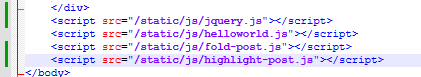 </div>
<script src="/static/js/jquery.js"></script>
<script src="/static/js/helloworld.js"></script>
<script src="/static/js/fold-post.js"></script>
<script src="/static/js/highlight-post.js"></script>
</body>